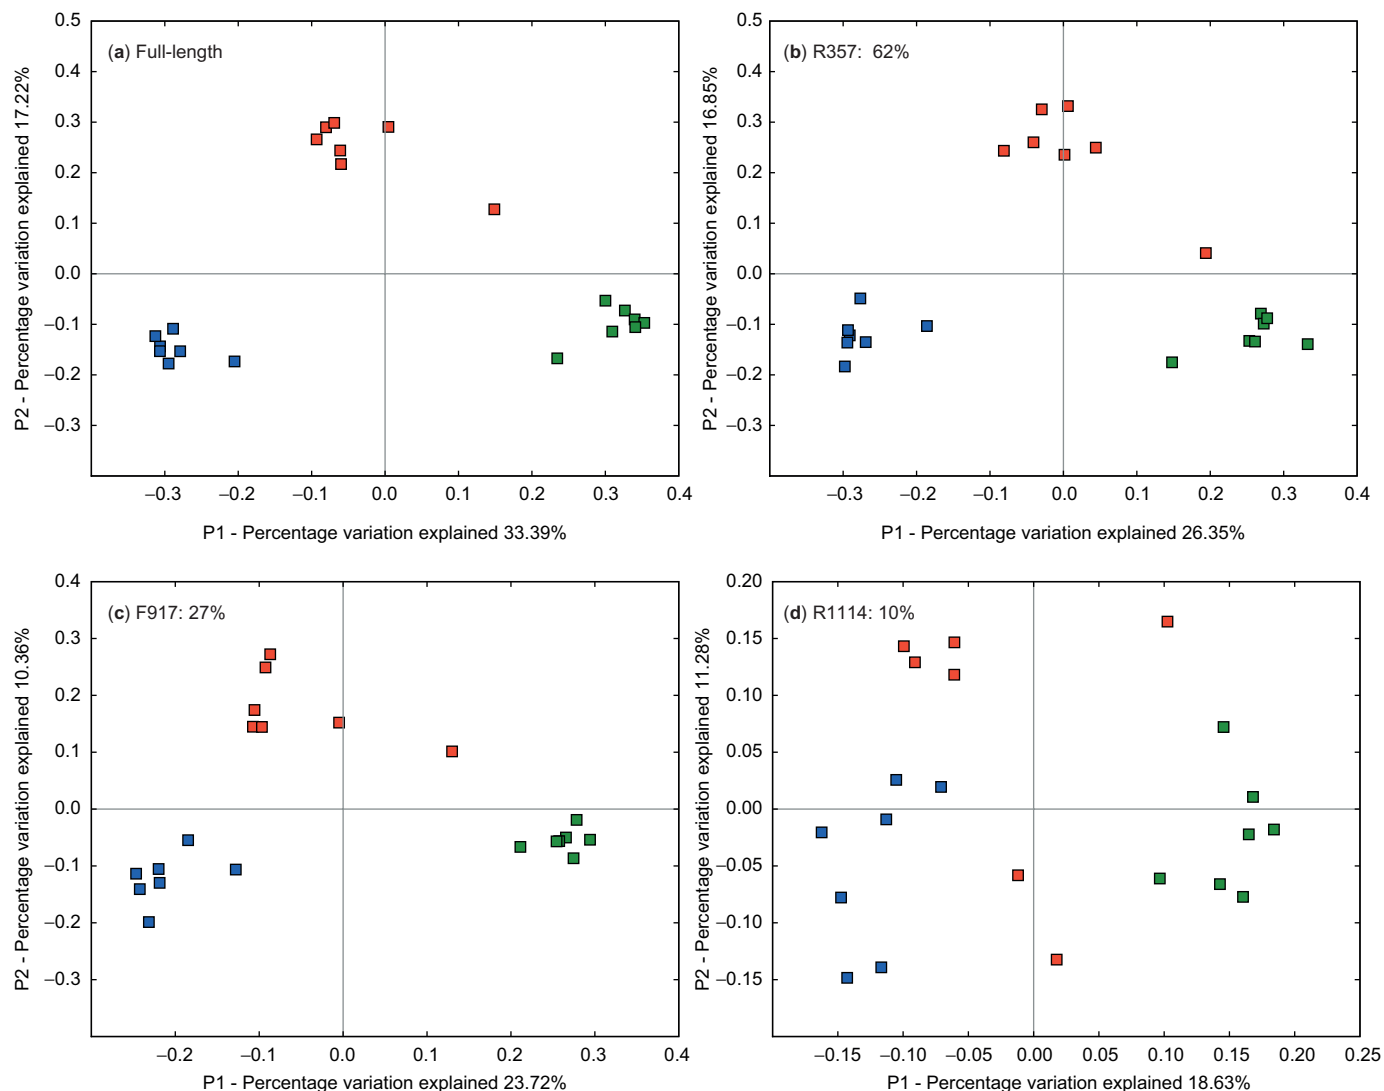 (a) Full-length
0.5
0.4
0.3
0.2
0.1
0.0
−0.1
−0.2
−0.3
P2 - Percentage variation explained 17.22%
−0.3 −0.2 −0.1 0.0 0.1 0.2 0.3 0.4
P1 - Percentage variation explained 33.39%
(b) R357: 62%
0.5
0.4
0.3
0.2
0.1
0.0
−0.1
−0.2
−0.3
P2 - Percentage variation explained 16.85%
−0.3 −0.2 −0.1 0.0 0.1 0.2 0.3 0.4
P1 - Percentage variation explained 26.35%
(c) F917: 27%
0.4
0.3
0.2
0.1
0.0
−0.1
−0.2
−0.3
P2 - Percentage variation explained 10.36%
−0.2 −0.1 0.0 0.1 0.2 0.3 0.4
P1 - Percentage variation explained 23.72%
(d) R1114: 10%
0.20
0.15
0.10
0.05
0.00
−0.05
−0.10
−0.15
P2 - Percentage variation explained 11.28%
−0.15 −0.10 −0.05 0.00 0.05 0.10 0.15 0.20 0.25
P1 - Percentage variation explained 18.63%